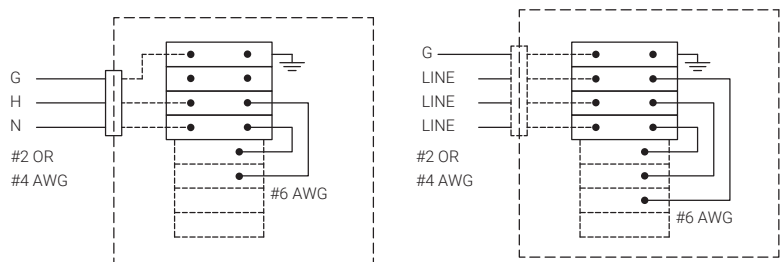 G
H
N
#2 OR
#4 AWG
#6 AWG
G
LINE
LINE
LINE
#2 OR
#4 AWG
#6 AWG